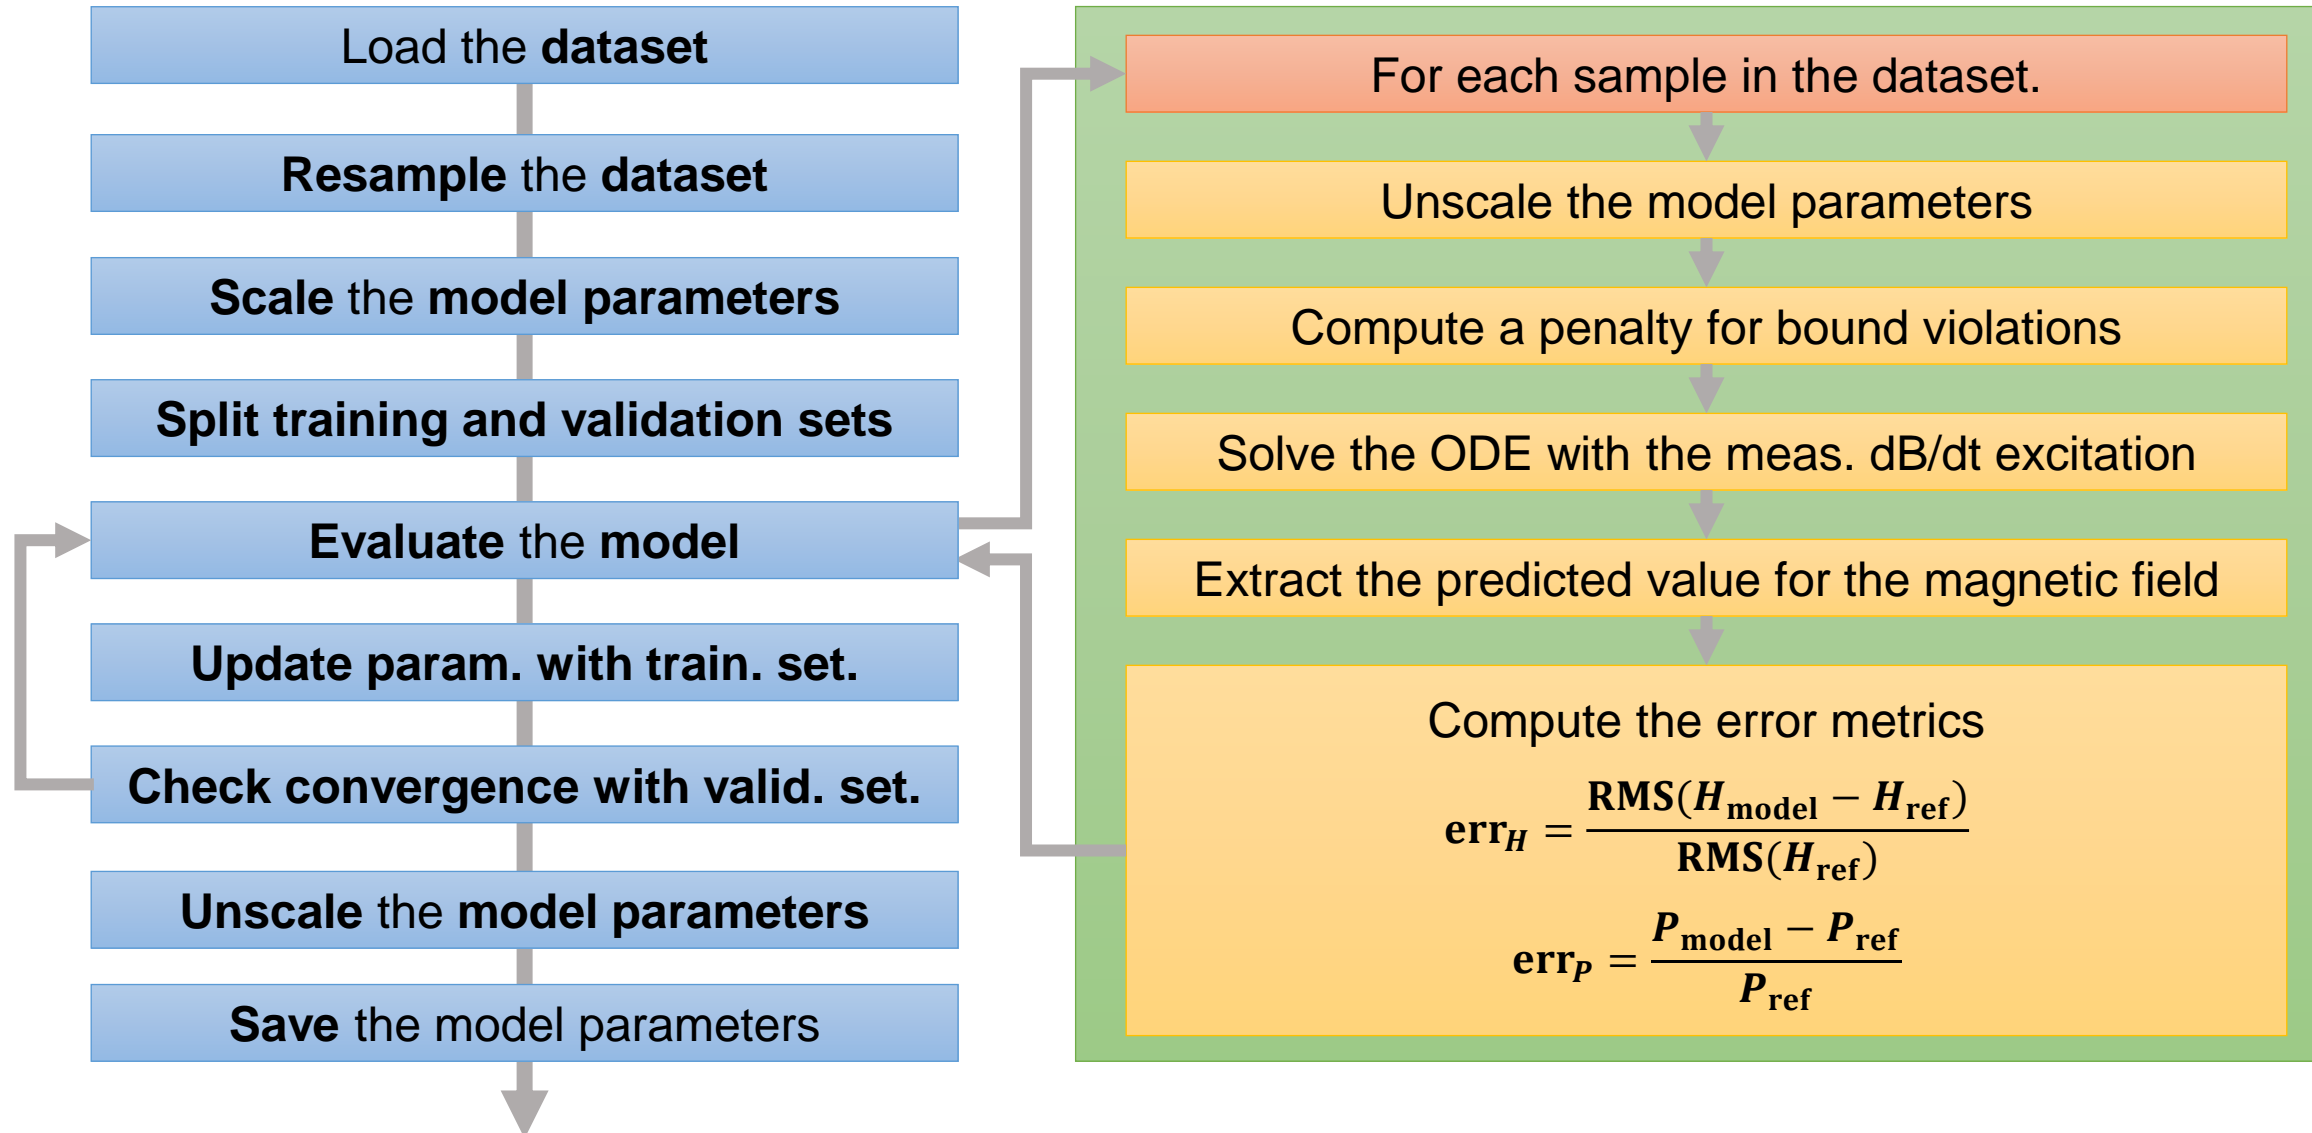 Load the dataset
Resample the dataset
Scale the model parameters
Split training and validation sets
Evaluate the model
Update param. with train. set.
Check convergence with valid. set.
Unscale the model parameters
Save the model parameters
For each sample in the dataset.
Unscale the model parameters
Compute a penalty for bound violations
Solve the ODE with the meas. dB/dt excitation
Extract the predicted value for the magnetic field
Compute the error metrics
err_H = RMS(H_model − H_ref) / RMS(H_ref)
err_P = P_model − P_ref / P_ref